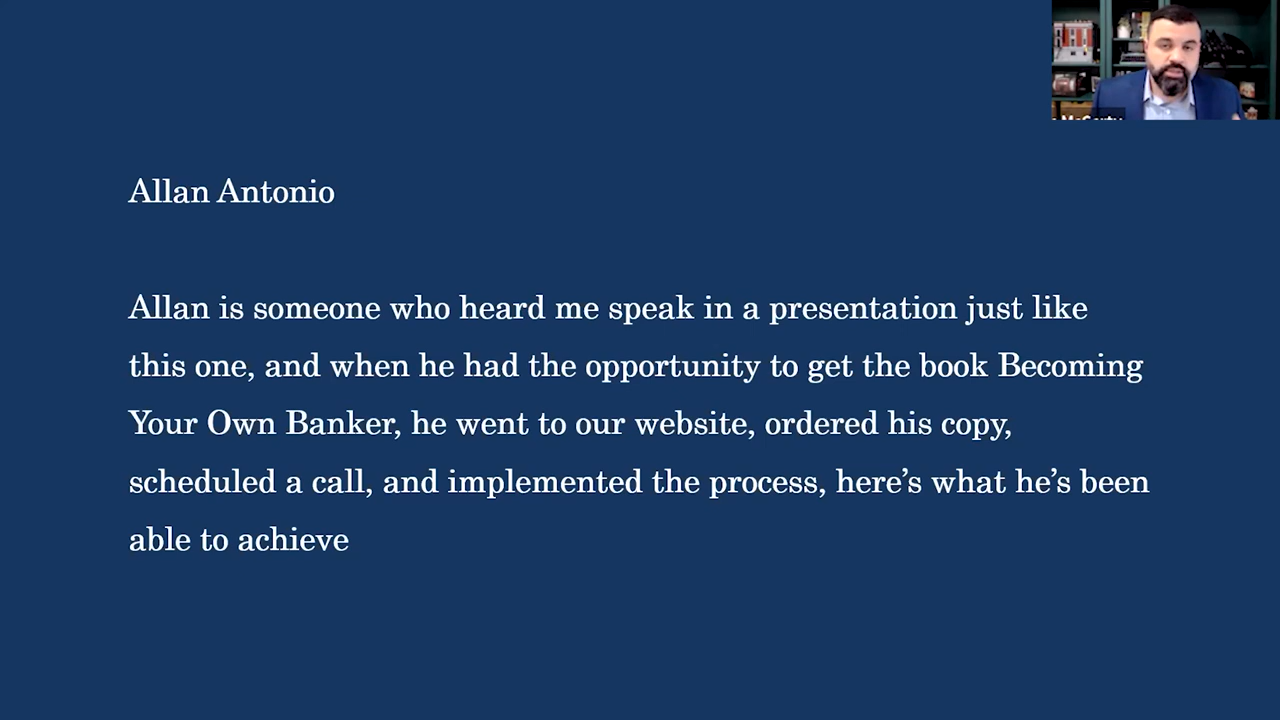 Allan Antonio
Allan is someone who heard me speak in a presentation just like
this one, and when he had the opportunity to get the book Becoming
Your Own Banker, he went to our website, ordered his copy,
scheduled a call, and implemented the process, here’s what he’s been
able to achieve